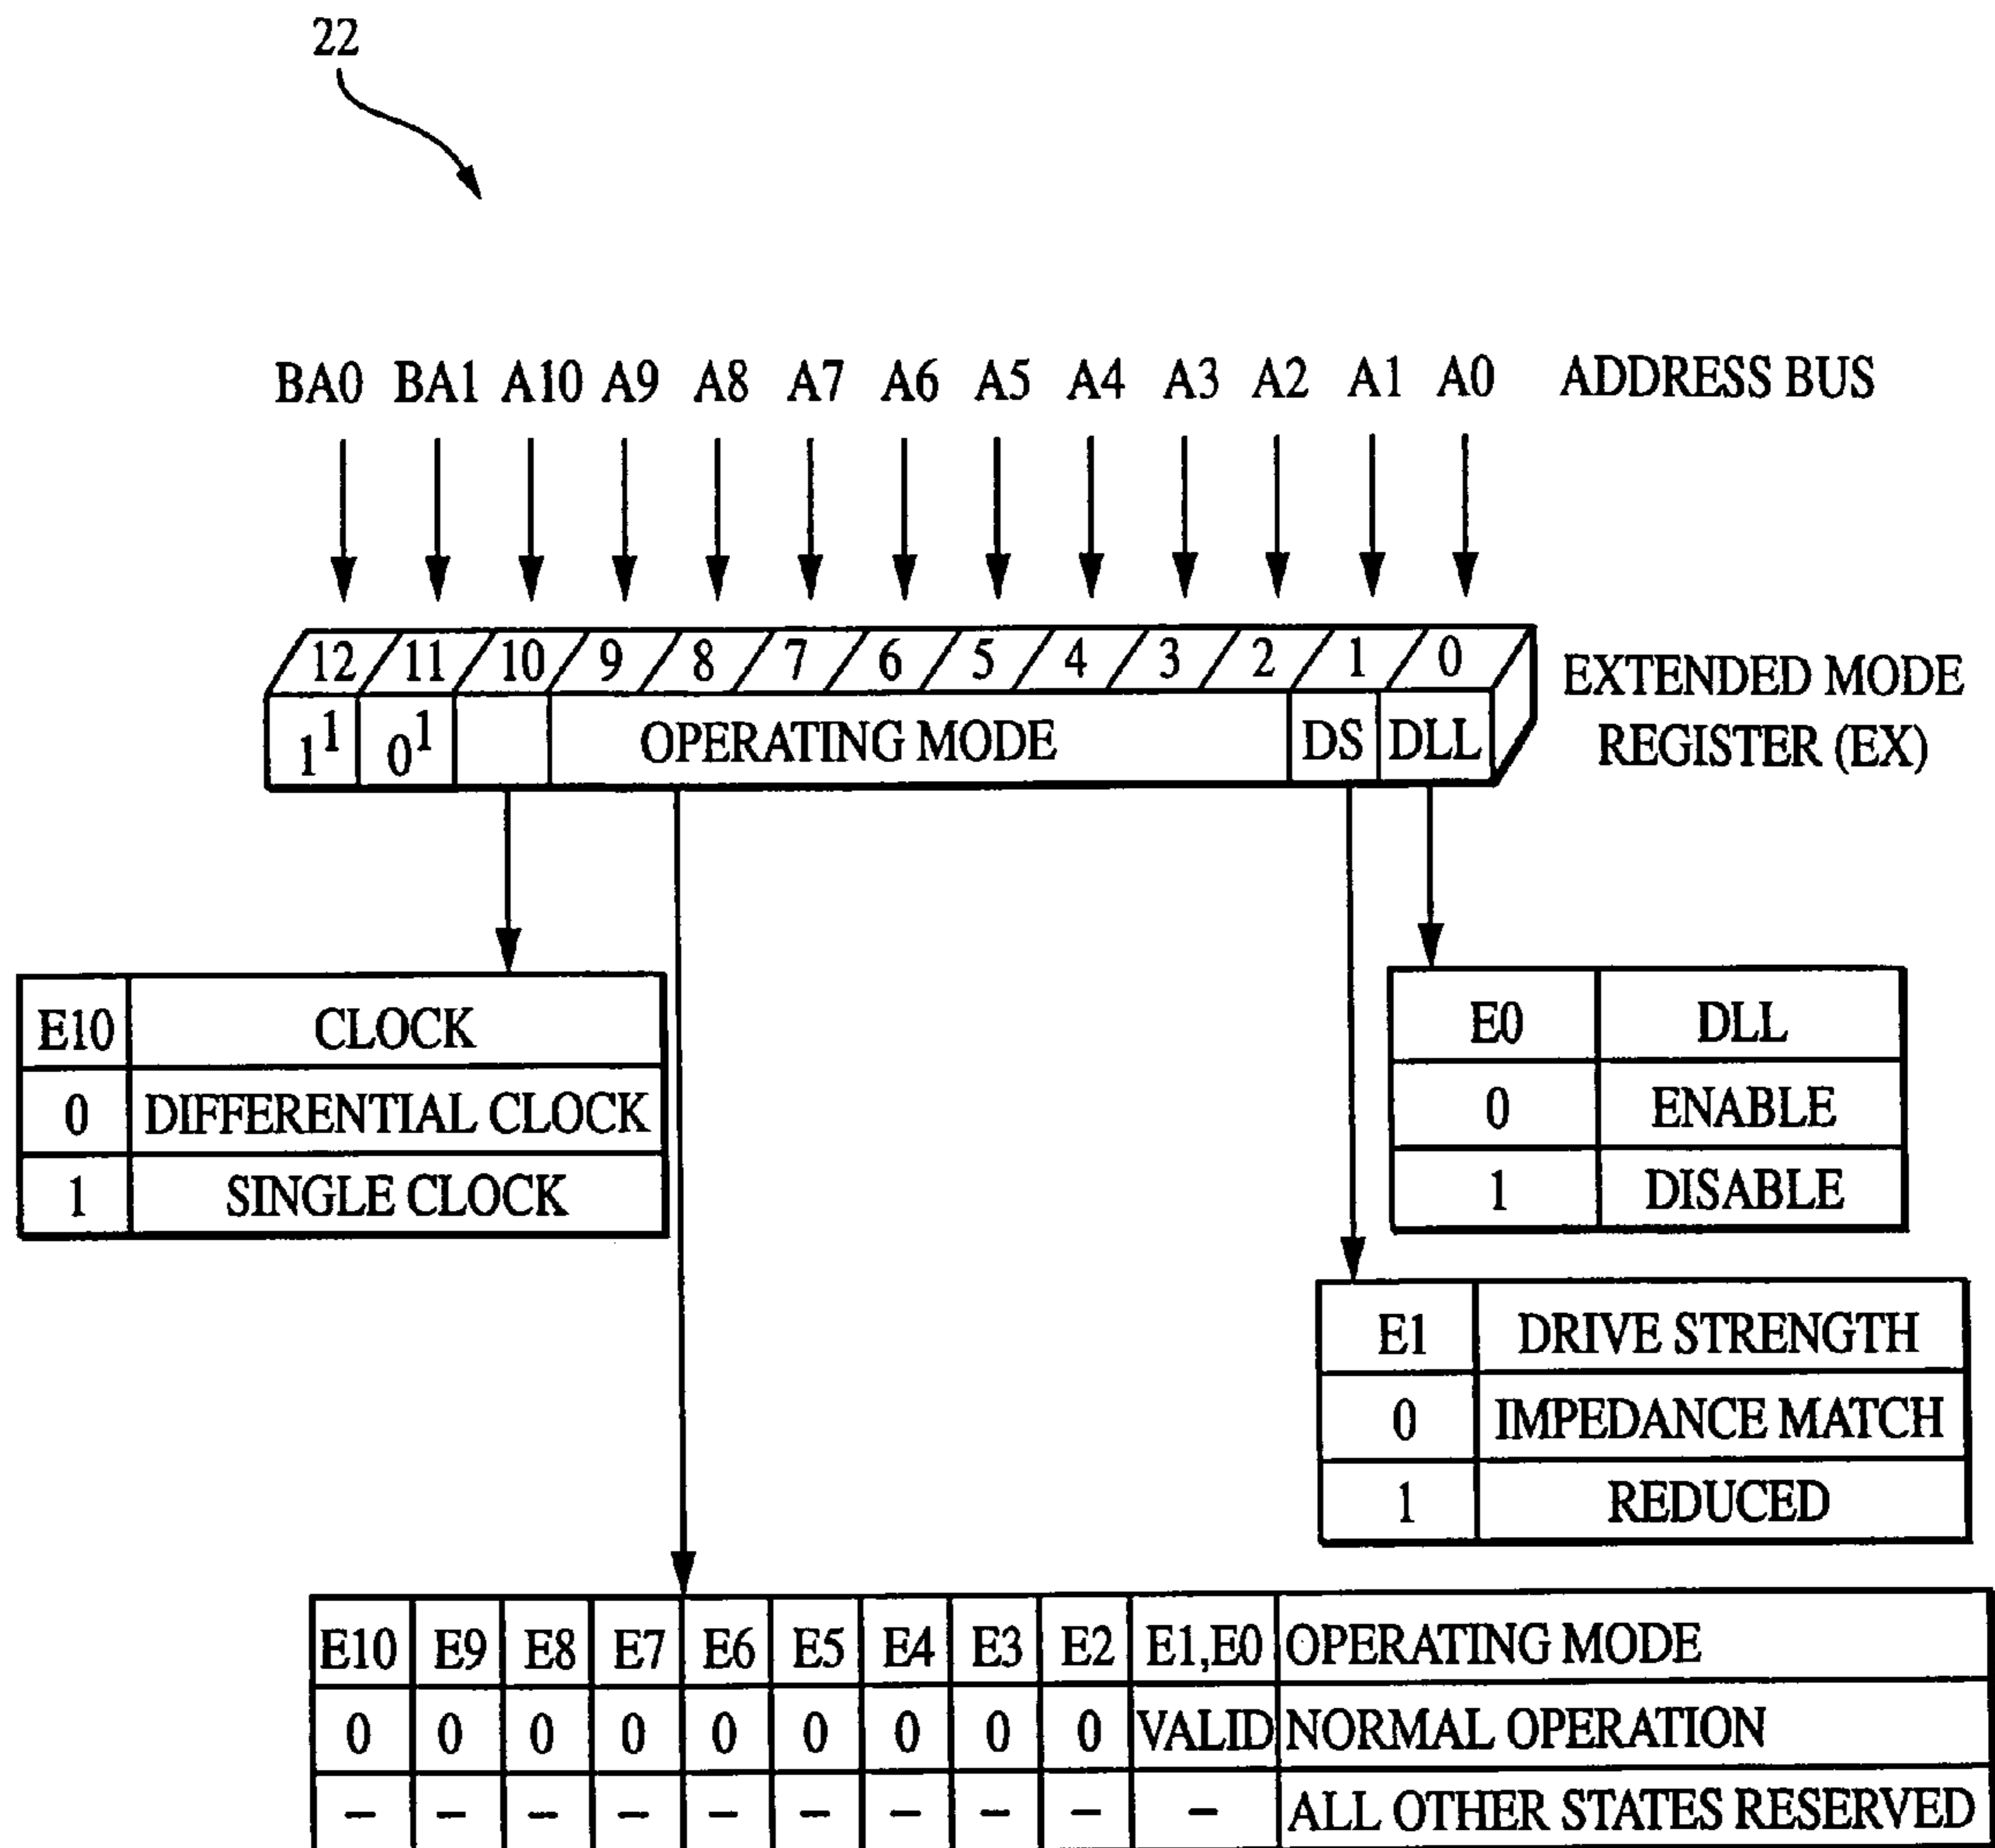 22
BA0 BA1 A10 A9 A8 A7 A6 A5 A4 A3 A2 A1 A0 ADDRESS BUS
12 11 10 9 8 7 6 5 4 3 2 1 0
EXTENDED MODE
REGISTER (EX)
1¹ 0¹ OPERATING MODE DS DLL
E10 CLOCK
0 DIFFERENTIAL CLOCK
1 SINGLE CLOCK
E0 DLL
0 ENABLE
1 DISABLE
E1 DRIVE STRENGTH
0 IMPEDANCE MATCH
1 REDUCED
E10 E9 E8 E7 E6 E5 E4 E3 E2 E1,E0 OPERATING MODE
0 0 0 0 0 0 0 0 0 VALID NORMAL OPERATION
– – – – – – – – – – ALL OTHER STATES RESERVED